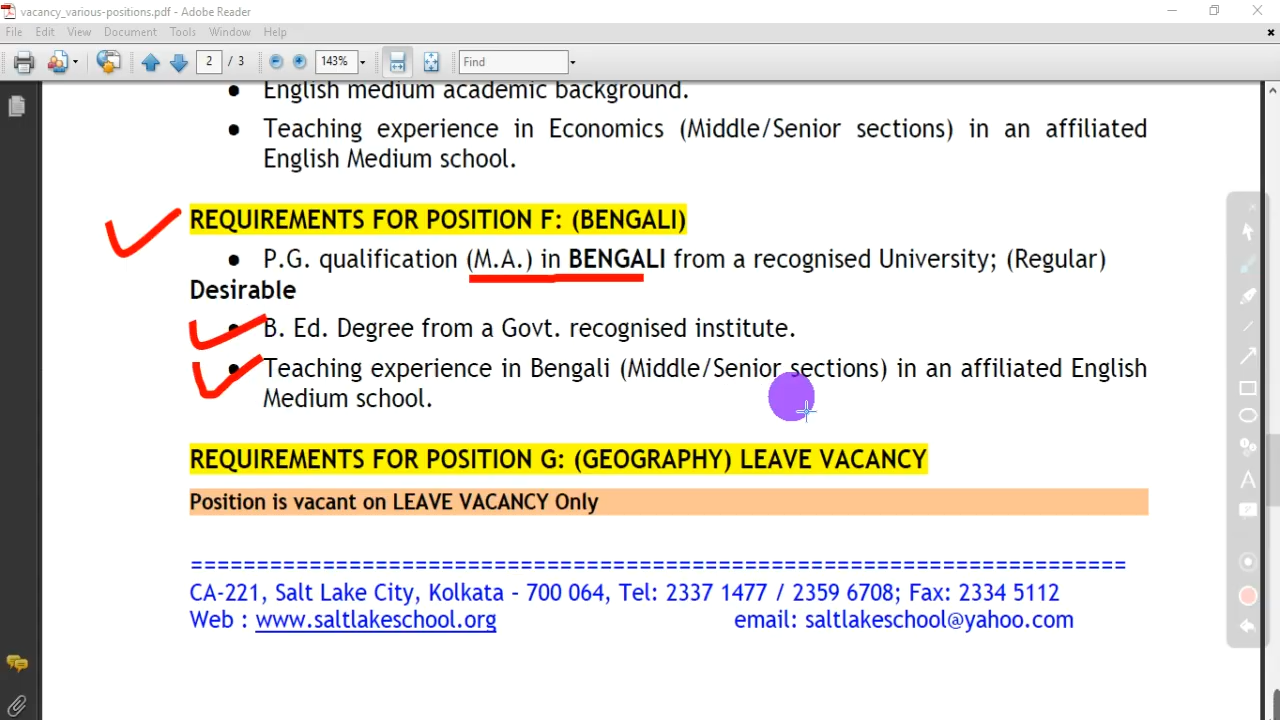 vacancy_various-positions.pdf - Adobe Reader
File Edit View Document Tools Window Help
2 / 3 143% Find
English medium academic background.
Teaching experience in Economics (Middle/Senior sections) in an affiliated
English Medium school.
REQUIREMENTS FOR POSITION F: (BENGALI)
P.G. qualification (M.A.) in BENGALI from a recognised University; (Regular)
Desirable
B. Ed. Degree from a Govt. recognised institute.
Teaching experience in Bengali (Middle/Senior sections) in an affiliated English
Medium school.
REQUIREMENTS FOR POSITION G: (GEOGRAPHY) LEAVE VACANCY
Position is vacant on LEAVE VACANCY Only
=======================================================================
CA-221, Salt Lake City, Kolkata - 700 064, Tel: 2337 1477 / 2359 6708; Fax: 2334 5112
Web : www.saltlakeschool.org email: saltlakeschool@yahoo.com